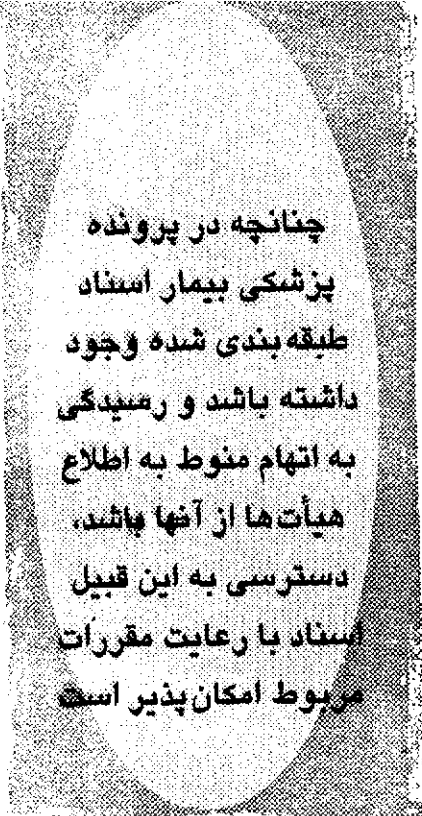 چنانچه در پرونده
پزشکی بیمار اسناد
طبقه‌بندی شده وجود
داشته باشد و رسیدگی
به اتهام منوط به اطلاع
هیأت‌ها از آنها باشد،
دسترسی به این قبیل
اسناد با رعایت مقررات
مربوط امکان‌پذیر است